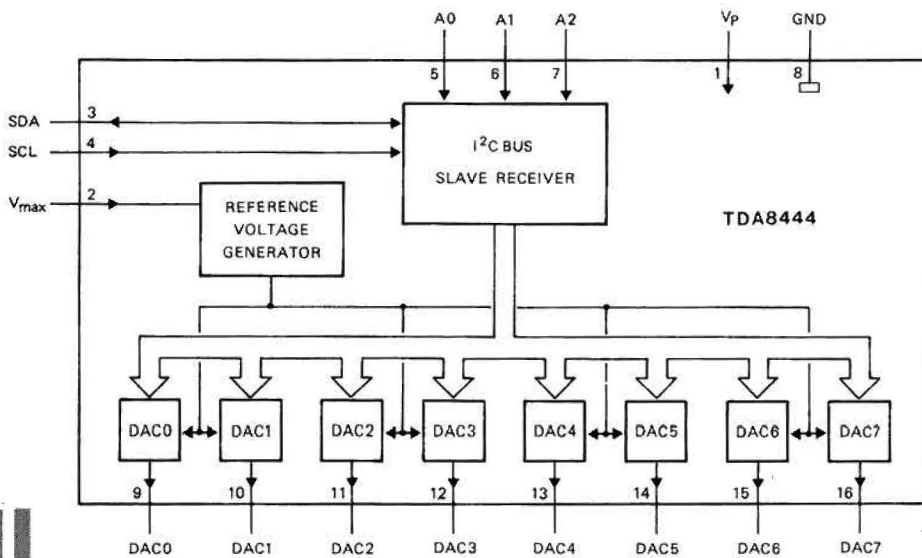 A0 A1 A2 VP GND
5 6 7 1 8
SDA 3
SCL 4
I²C BUS
SLAVE RECEIVER
Vmax 2
REFERENCE
VOLTAGE
GENERATOR
TDA8444
DAC0 DAC1 DAC2 DAC3 DAC4 DAC5 DAC6 DAC7
9 10 11 12 13 14 15 16
DAC0 DAC1 DAC2 DAC3 DAC4 DAC5 DAC6 DAC7